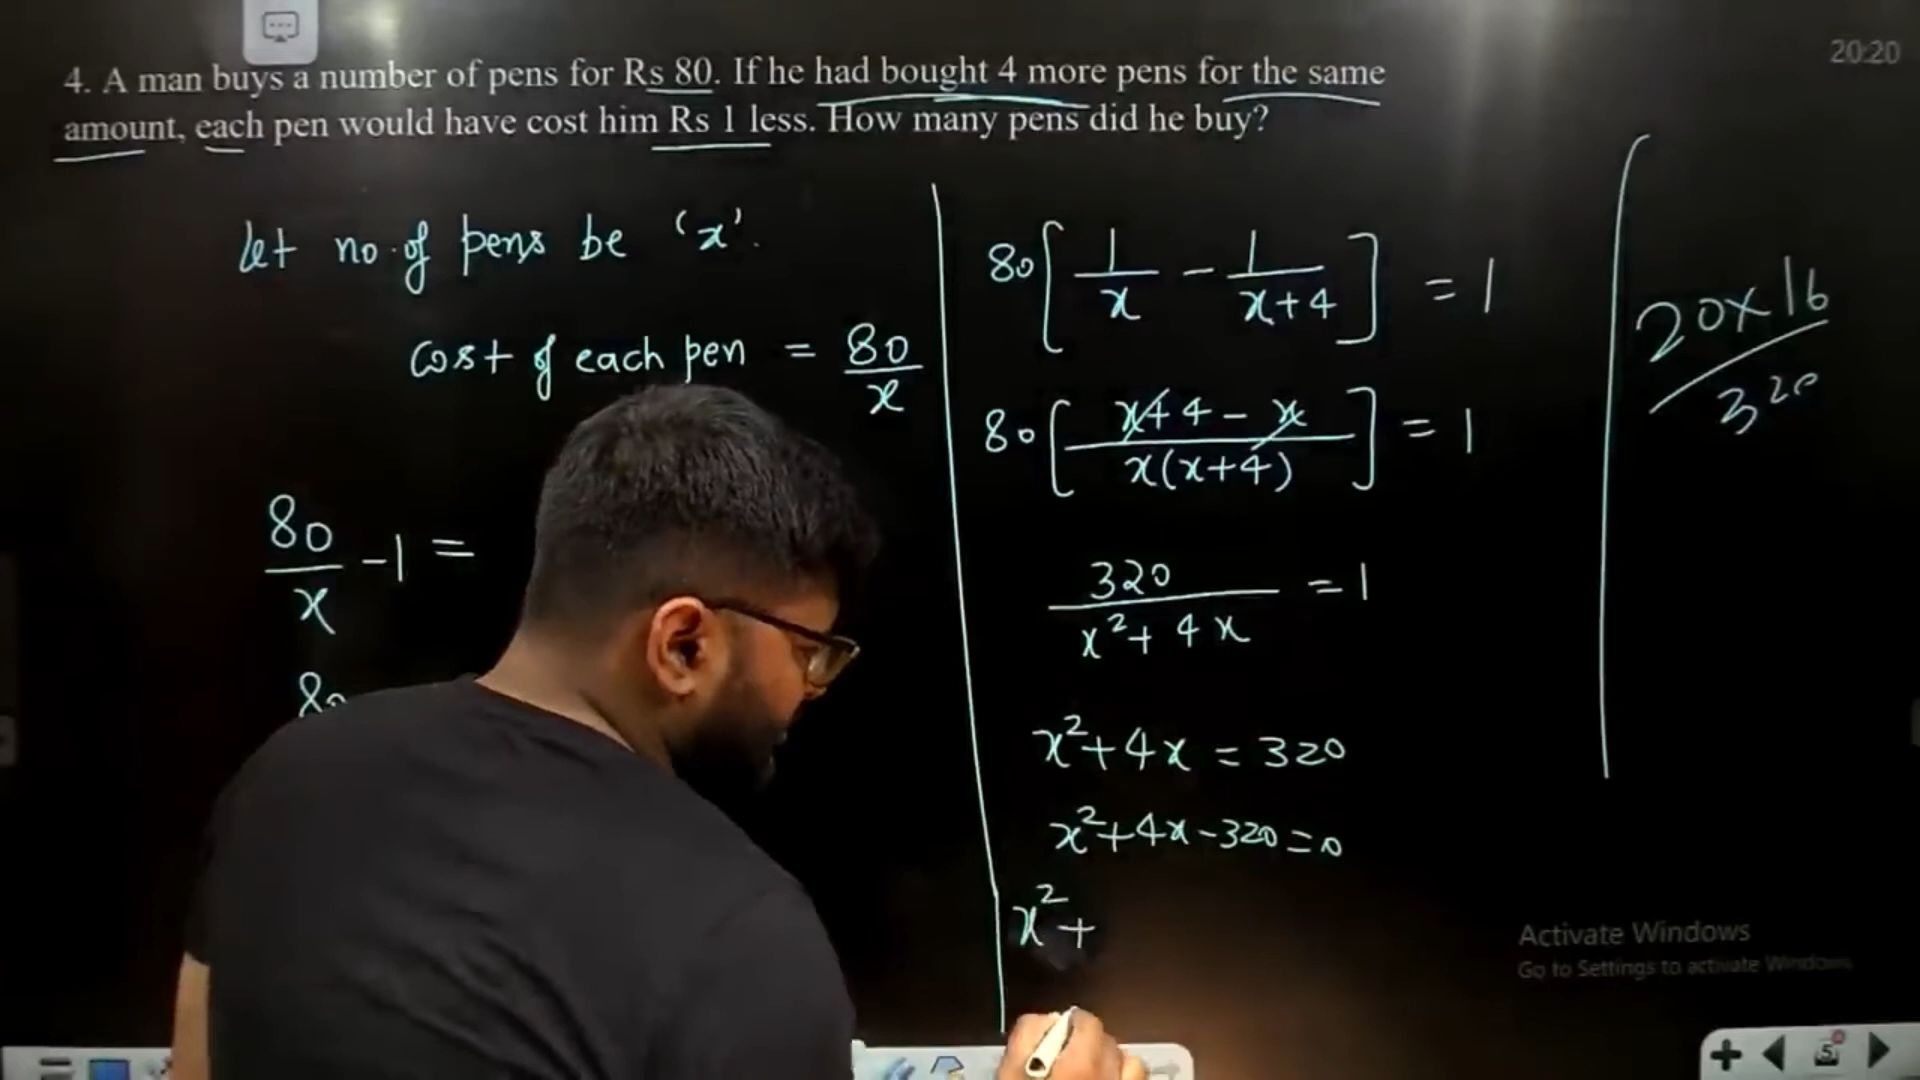 20:20
4. A man buys a number of pens for Rs 80. If he had bought 4 more pens for the same
amount, each pen would have cost him Rs 1 less. How many pens did he buy?
let no. of pens be 'x'.
cost of each pen = 80/x
80/x - 1 =
80[1/x - 1/(x+4)] = 1
80[x+4-x/x(x+4)] = 1
320/x²+4x = 1
x²+4x = 320
x²+4x-320=0
x²+
20x16
320
Activate Windows
Go to Settings to activate Windows.
5